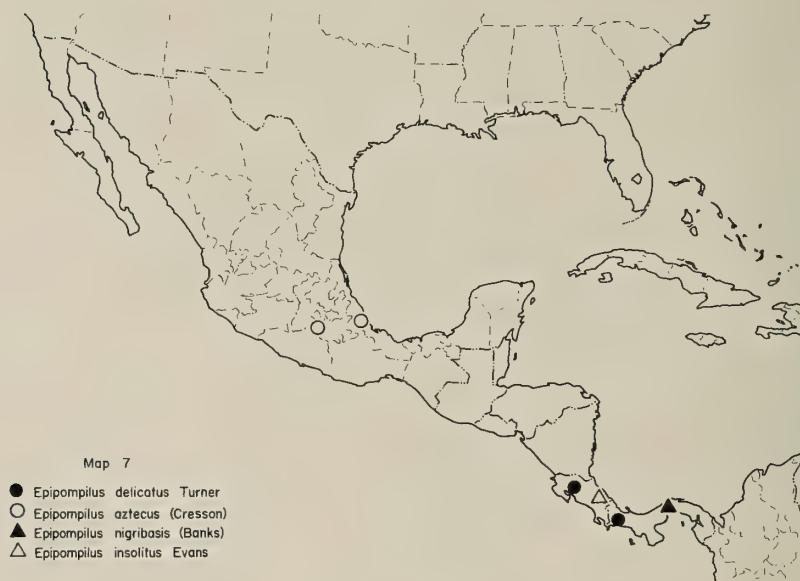 Map 7
● Epipompilus delicatus Turner
○ Epipompilus aztecus (Cresson)
▲ Epipompilus nigribasis (Banks)
△ Epipompilus insolitus Evans